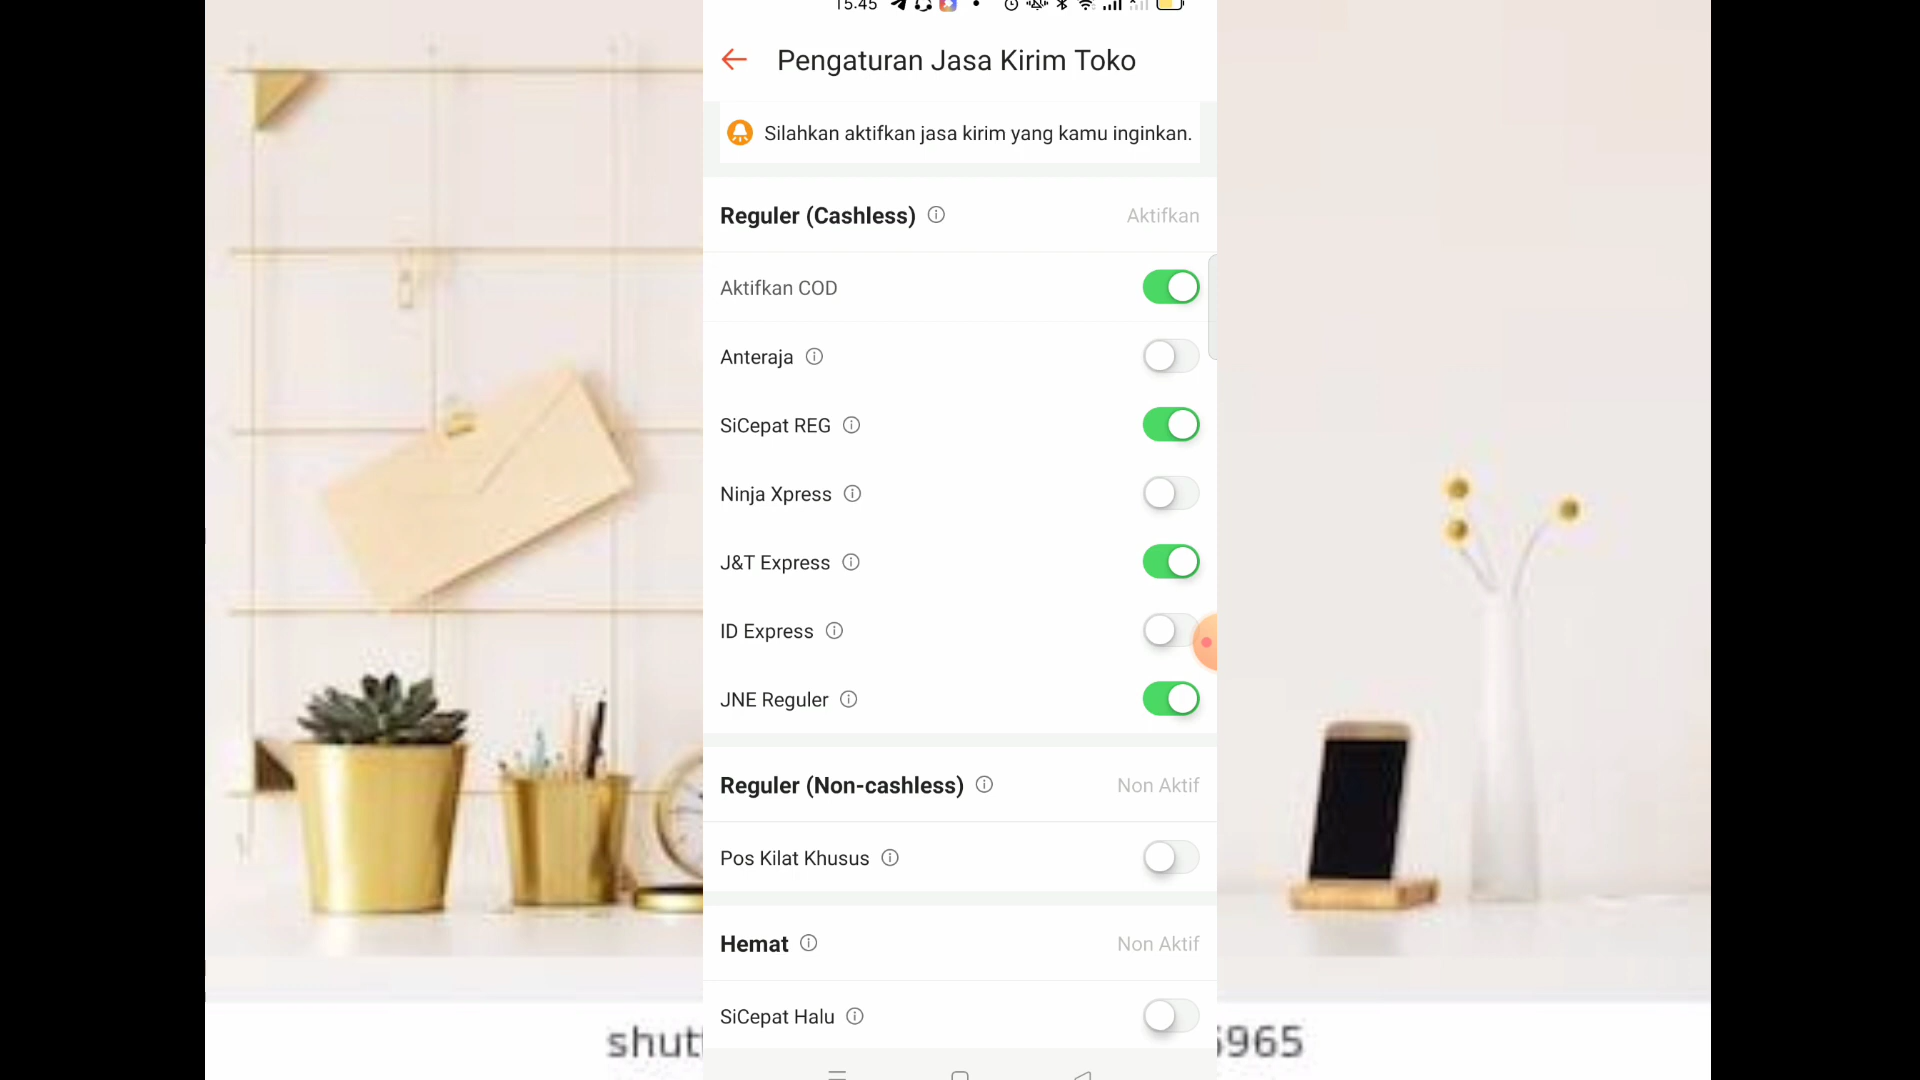 15.45
Pengaturan Jasa Kirim Toko
Silahkan aktifkan jasa kirim yang kamu inginkan.
Reguler (Cashless) Aktifkan
Aktifkan COD
Anteraja
SiCepat REG
Ninja Xpress
J&T Express
ID Express
JNE Reguler
Reguler (Non-cashless) Non Aktif
Pos Kilat Khusus
Hemat Non Aktif
SiCepat Halu
shut 965